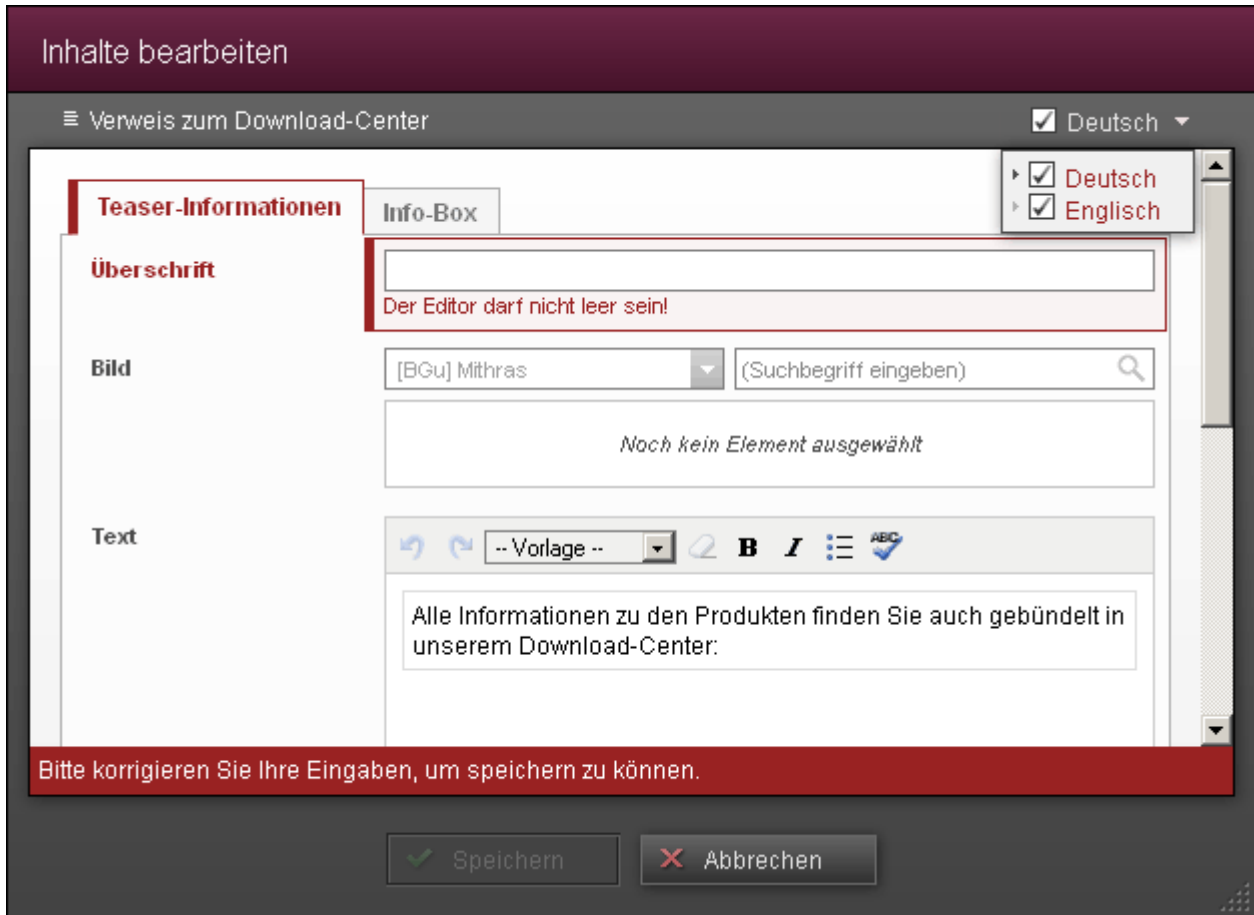 Inhalte bearbeiten
Verweis zum Download-Center
Deutsch
Deutsch
Englisch
Teaser-Informationen
Info-Box
Überschrift
Der Editor darf nicht leer sein!
Bild
[BGu] Mithras
(Suchbegriff eingeben)
Noch kein Element ausgewählt
Text
-- Vorlage --
B
I
ABC
Alle Informationen zu den Produkten finden Sie auch gebündelt in
unserem Download-Center:
Bitte korrigieren Sie Ihre Eingaben, um speichern zu können.
Speichern
Abbrechen